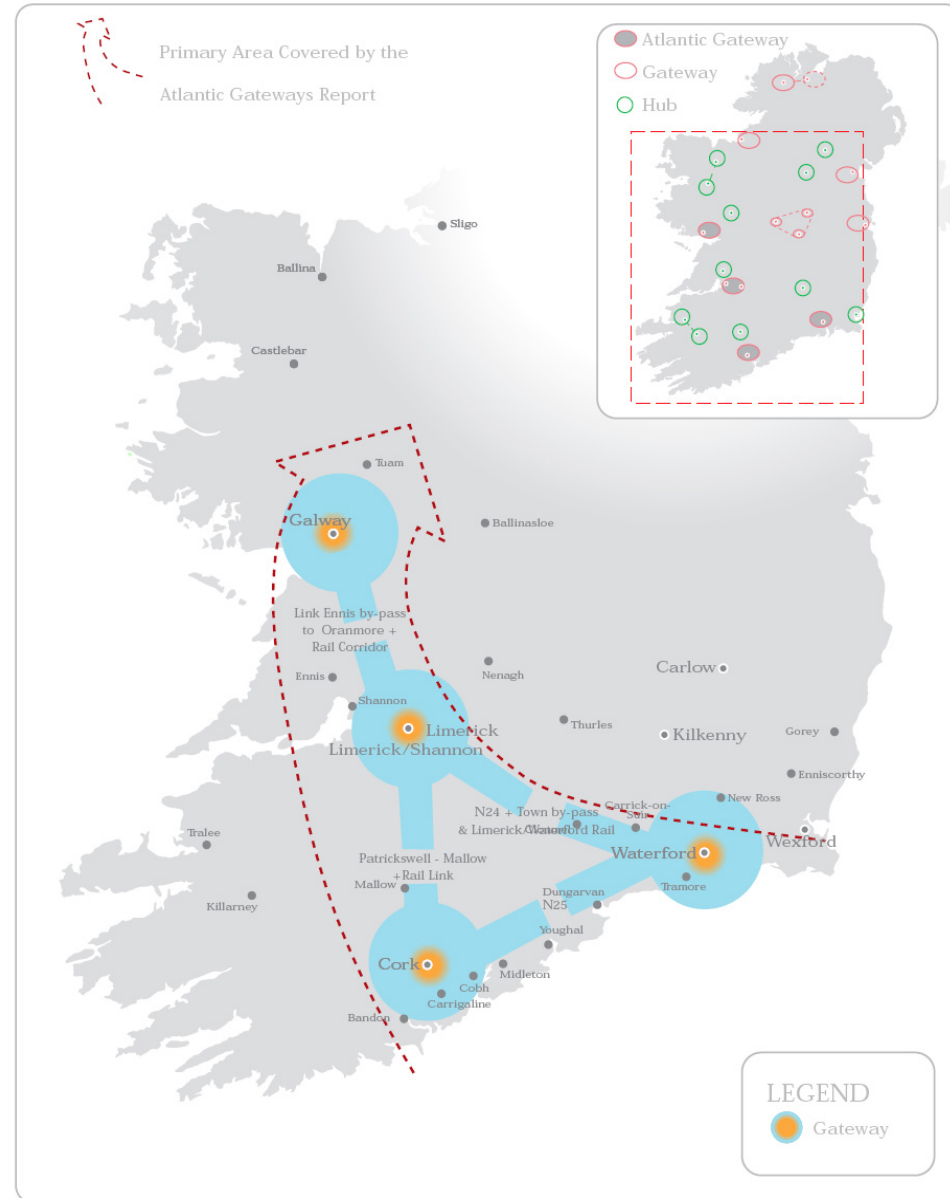 Primary Area Covered by the
Atlantic Gateways Report
Atlantic Gateway
Gateway
Hub
Sligo
Ballina
Castlebar
Tuam
Galway
Ballinasloe
Link Ennis by-pass
to Oranmore +
Rail Corridor
Ennis
Nenagh
Carlow
Shannon
Limerick
Limerick/Shannon
Thurles
Kilkenny
Gorey
Enniscorthy
New Ross
N24 + Town by-pass
Carrick-on-
Suir
& Limerick/Waterford Rail
Wexford
Tralee
Waterford
Patrickswell - Mallow
+Rail Link
Mallow
Tramore
Killarney
Dungarvan
N25
Youghal
Cork
Midleton
Cobh
Carrigaline
Bandon
LEGEND
Gateway